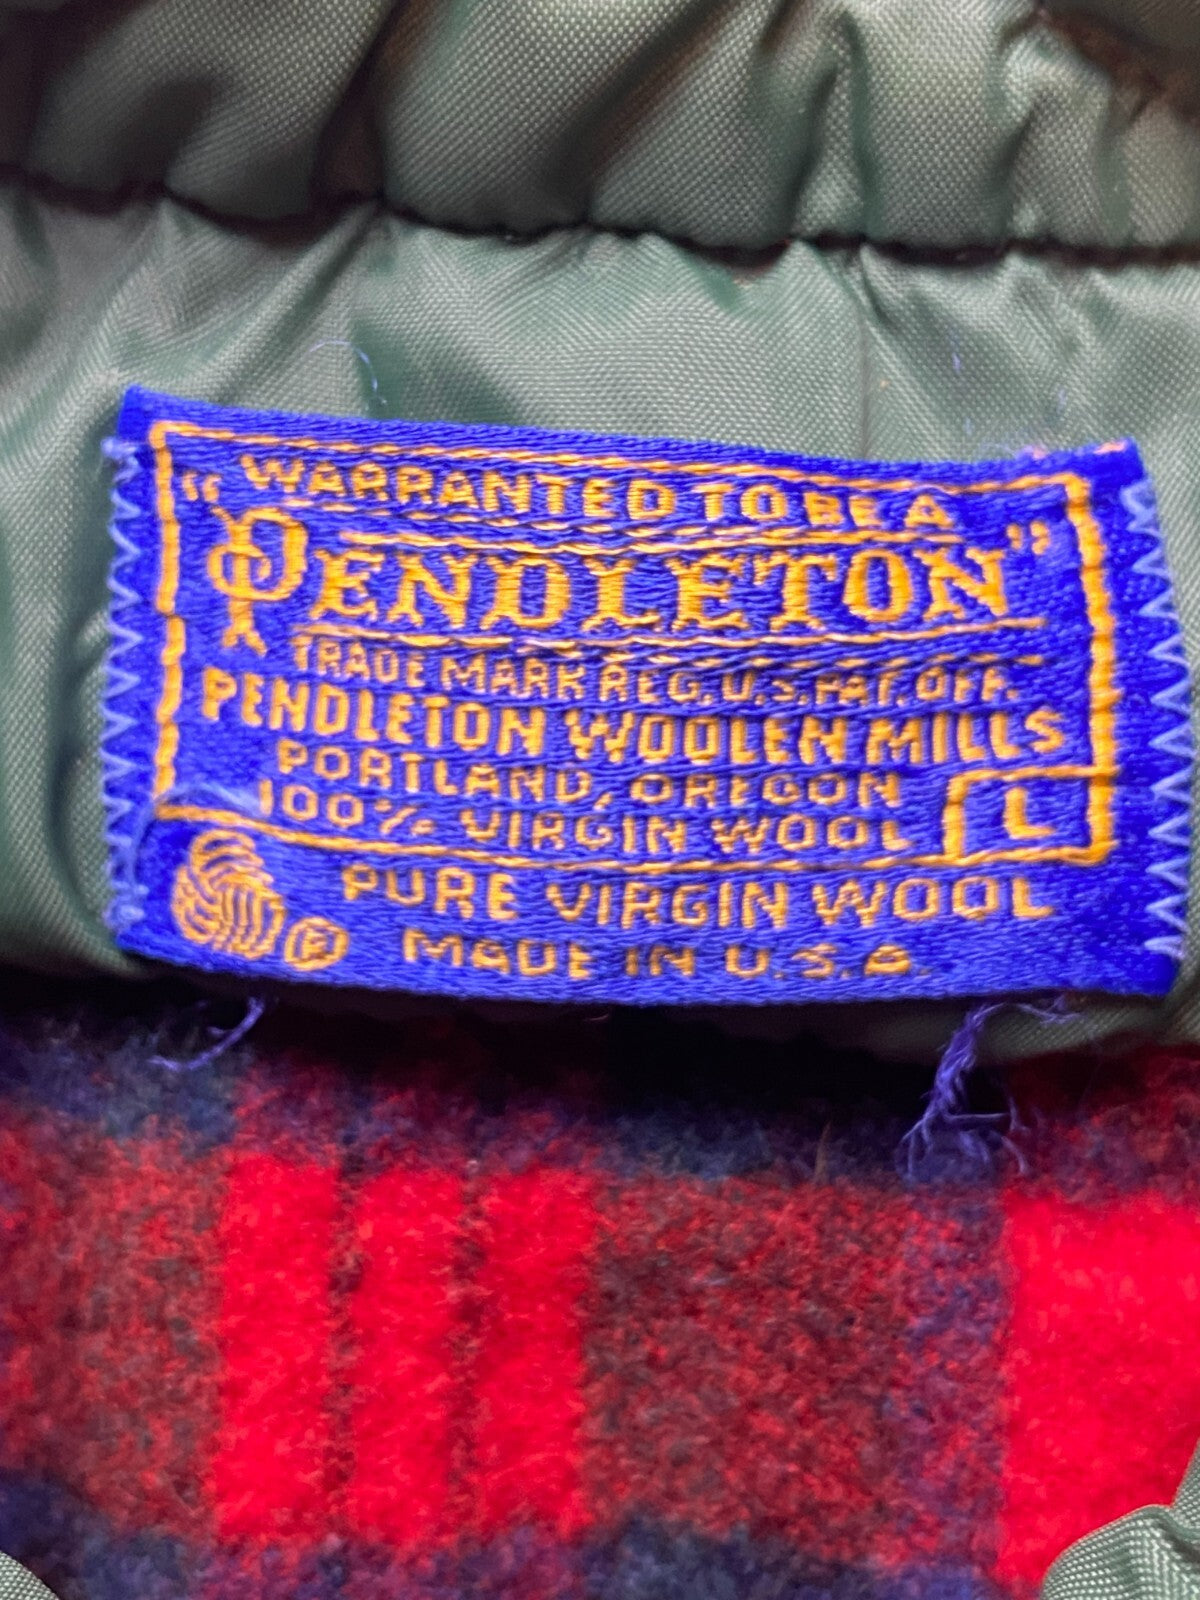 WARRANTED TO BE A
"PENDLETON"
TRADE MARK REG. U.S. PAT. OFF.
PENDLETON WOOLEN MILLS
PORTLAND, OREGON
100% VIRGIN WOOL
L
PURE VIRGIN WOOL
® MADE IN U.S.A.